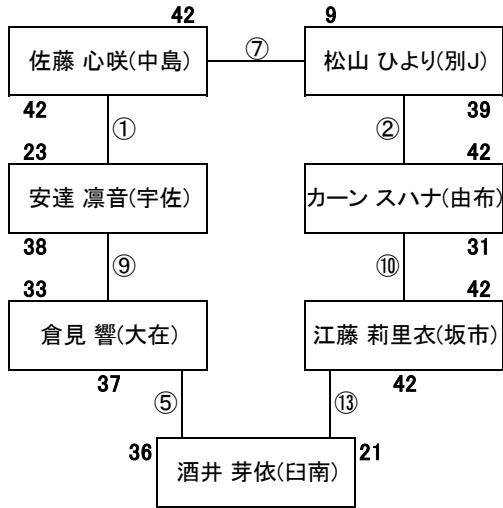 42 9
佐藤 心咲(中島) ⑦ 松山 ひより(別J)
42 ① ② 39
23 42
安達 凛音(宇佐) カーン スハナ(由布)
38 ⑨ ⑩ 31
33 42
倉見 響(大在) 江藤 莉里衣(坂市)
37 42
⑤ ⑬
36 21
酒井 芽依(臼南)